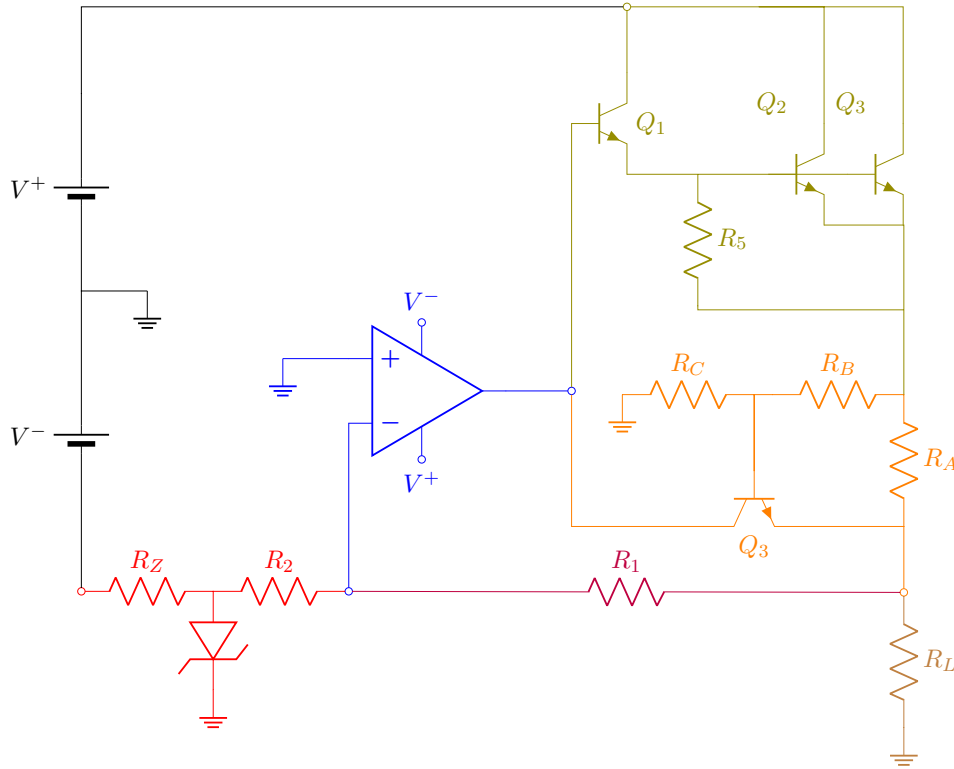 Q₂
Q₃
Q₁
V⁺
R₅
V⁻
+
R_C
R_B
−
V⁻
V⁺
R_A
Q₃
R_Z
R₂
R₁
R_L